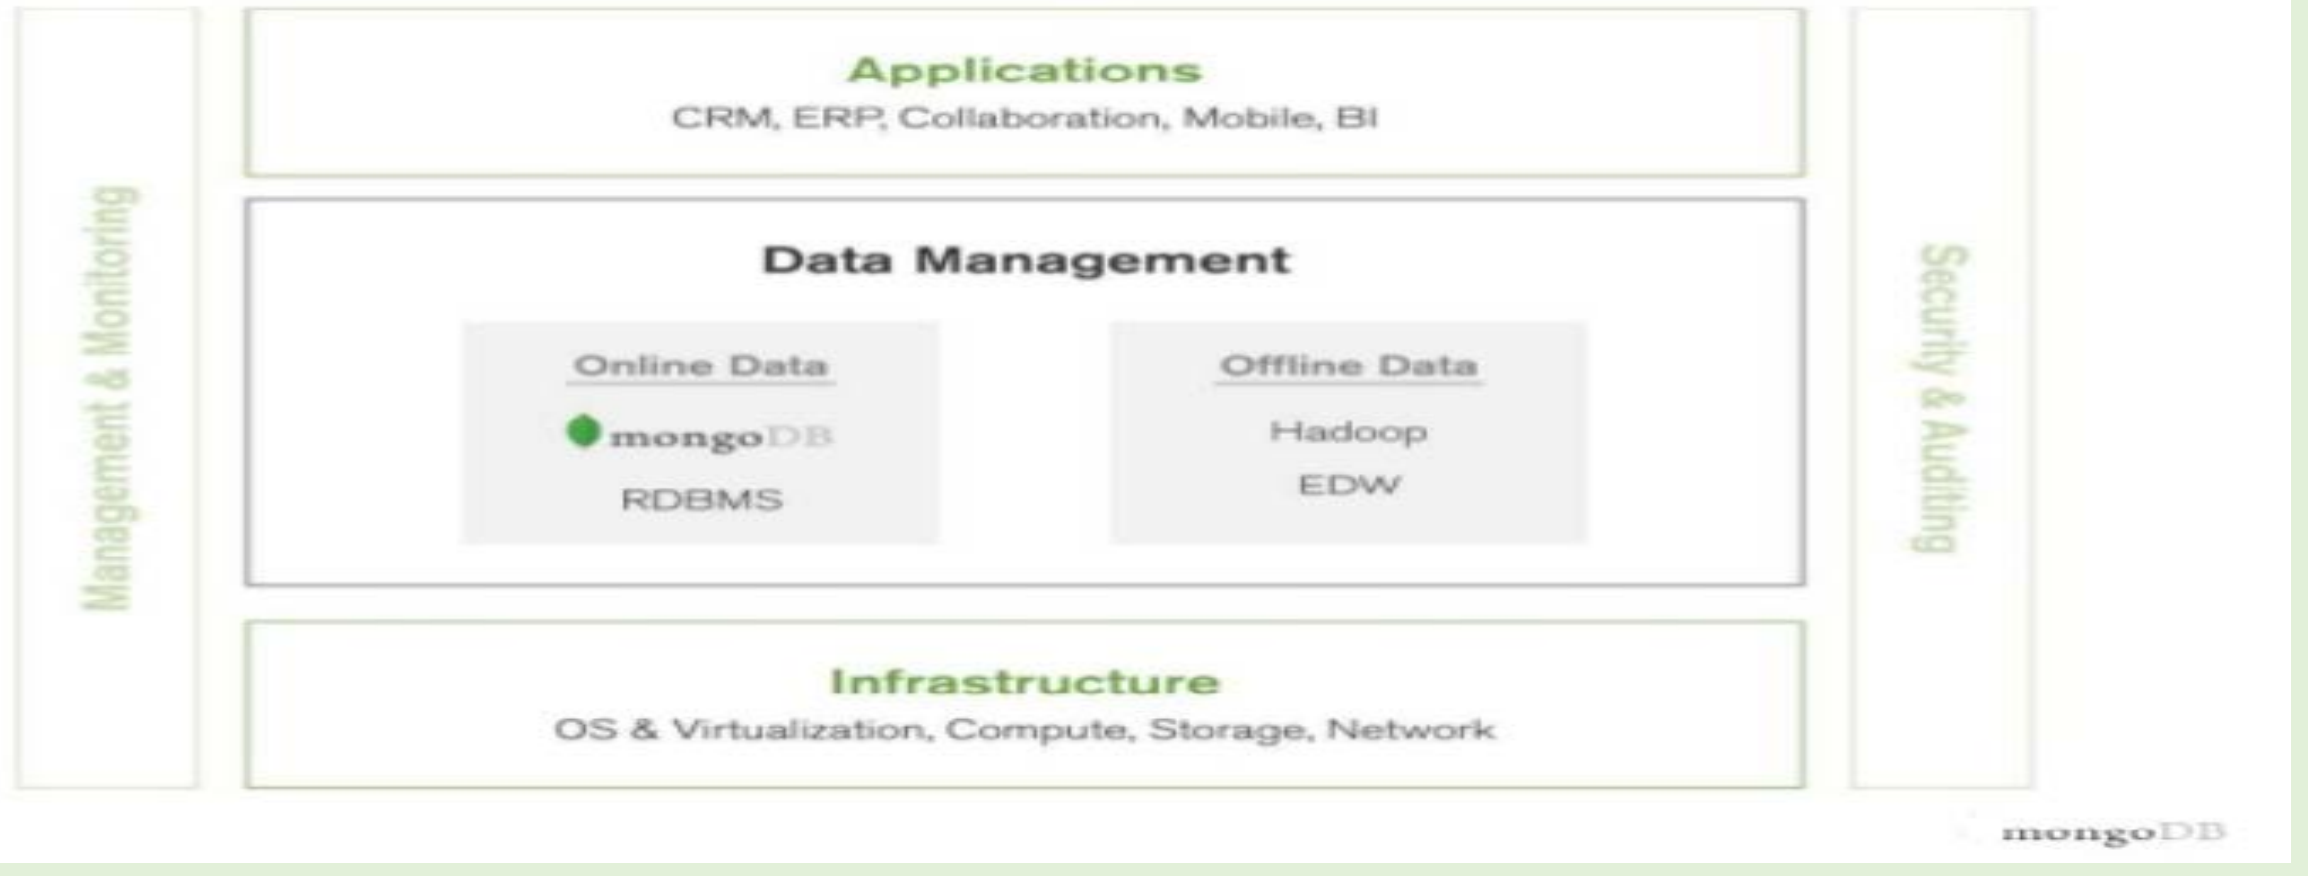 Management & Monitoring
Applications
CRM, ERP, Collaboration, Mobile, BI
Data Management
Online Data
mongoDB
RDBMS
Offline Data
Hadoop
EDW
Infrastructure
OS & Virtualization, Compute, Storage, Network
Security & Auditing
mongoDB